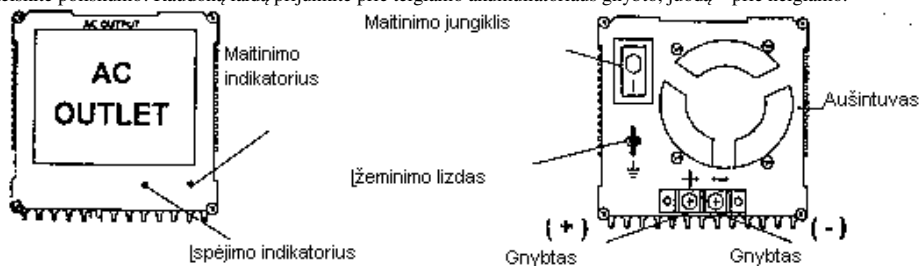 AC OUTPUT
AC
OUTLET
Maitinimo
indikatorius
Įspėjimo indikatorius
Maitinimo jungiklis
Aušintuvas
Įžeminimo lizdas
(+)
(-)
Gnybtas
Gnybtas